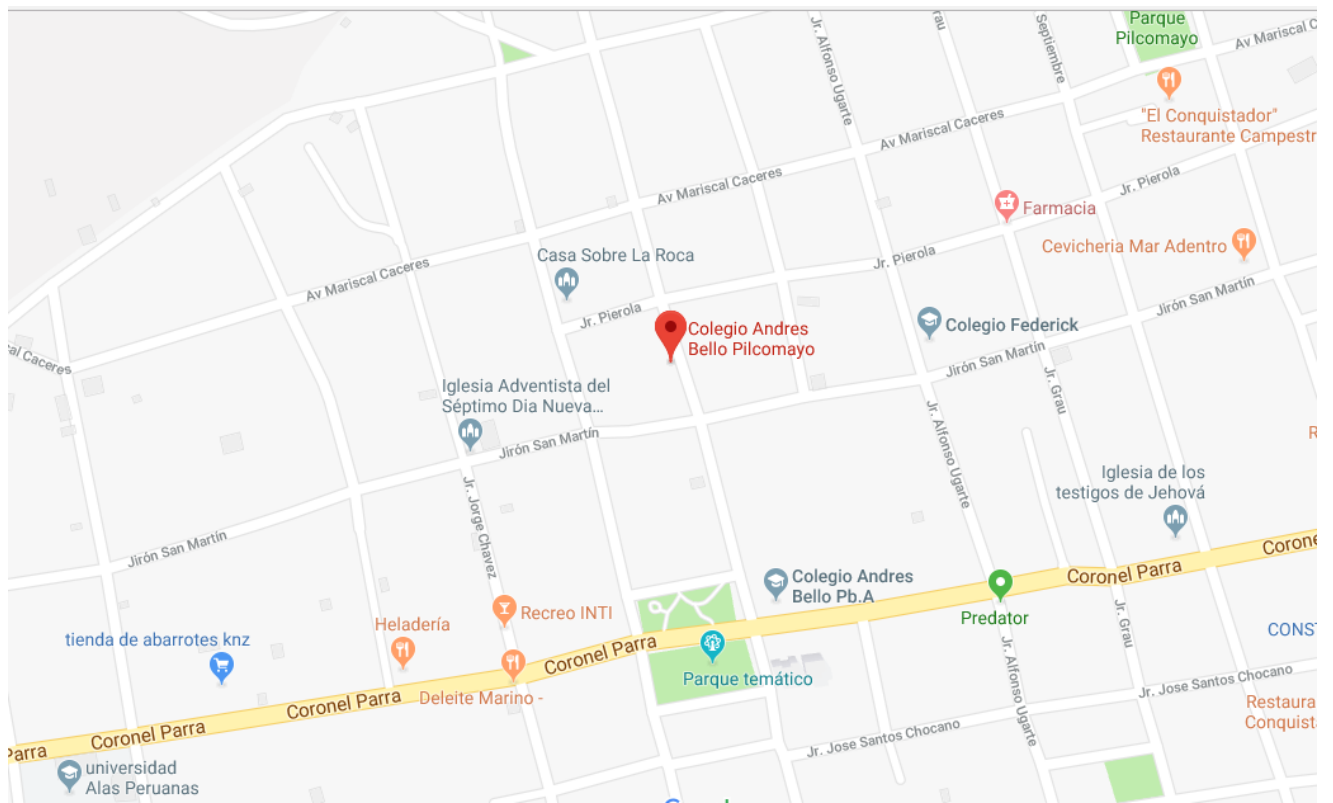 Parque
Pilcomayo
Av Mariscal C
Jr. Alfonso Ugarte
rau
Septiembre
"El Conquistador"
Restaurante Campestr
Av Mariscal Caceres
Av Mariscal Caceres
Jr. Pierola
Farmacia
Cevicheria Mar Adentro
Casa Sobre La Roca
Jr. Pierola
Av Mariscal Caceres
Jirón San Martín
Jr. Pierola
Colegio Andres
Bello Pilcomayo
Colegio Federick
cal Caceres
Jirón San Martín
Iglesia Adventista del
Séptimo Dia Nueva...
Jr. Grau
Jr. Alfonso Ugarte
Jirón San Martín
R
Iglesia de los
testigos de Jehová
Jr. Jorge Chavez
Jirón San Martín
Corone
Colegio Andres
Bello Pb.A
Coronel Parra
Predator
Recreo INTI
Heladería
tienda de abarrotes knz
Jr. Grau
CONST
Coronel Parra
Parque temático
Jr. Alfonso Ugarte
Deleite Marino -
Coronel Parra
Jr. Jose Santos Chocano
Restaura
Conquist
Coronel Parra
Parra
Jr. Jose Santos Chocano
universidad
Alas Peruanas